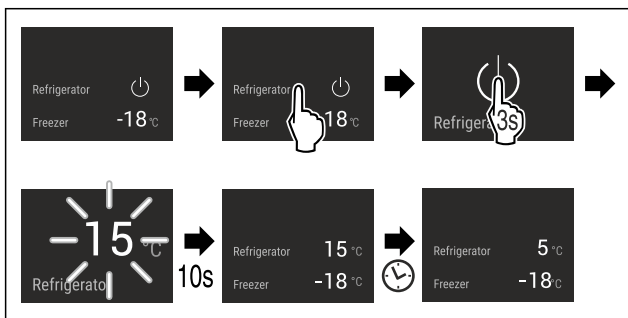 Refrigerator
Freezer -18 °C
Refrigerator
Freezer 18 °C
Refrigera 3s
15 °C
Refrigerato
10s
Refrigerator 15 °C
Freezer -18 °C
Refrigerator 5 °C
Freezer -18 °C